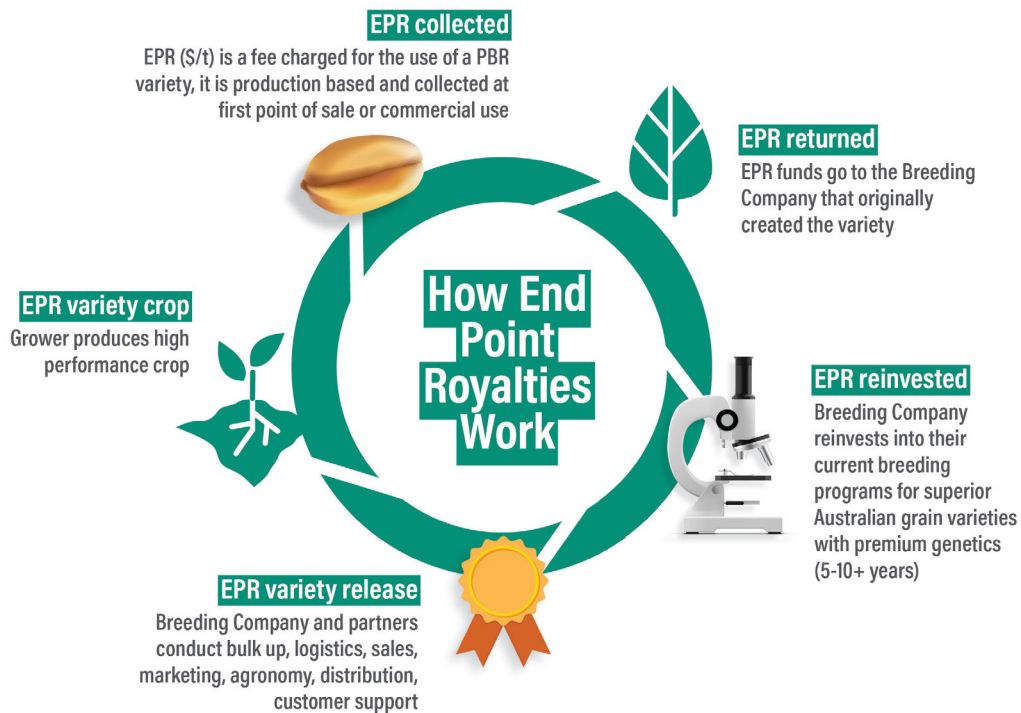 EPR collected
EPR ($/t) is a fee charged for the use of a PBR
variety, it is production based and collected at
first point of sale or commercial use
EPR returned
EPR funds go to the Breeding
Company that originally
created the variety
How End
Point
Royalties
Work
EPR variety crop
Grower produces high
performance crop
EPR reinvested
Breeding Company
reinvests into their
current breeding
programs for superior
Australian grain varieties
with premium genetics
(5-10+ years)
EPR variety release
Breeding Company and partners
conduct bulk up, logistics, sales,
marketing, agronomy, distribution,
customer support